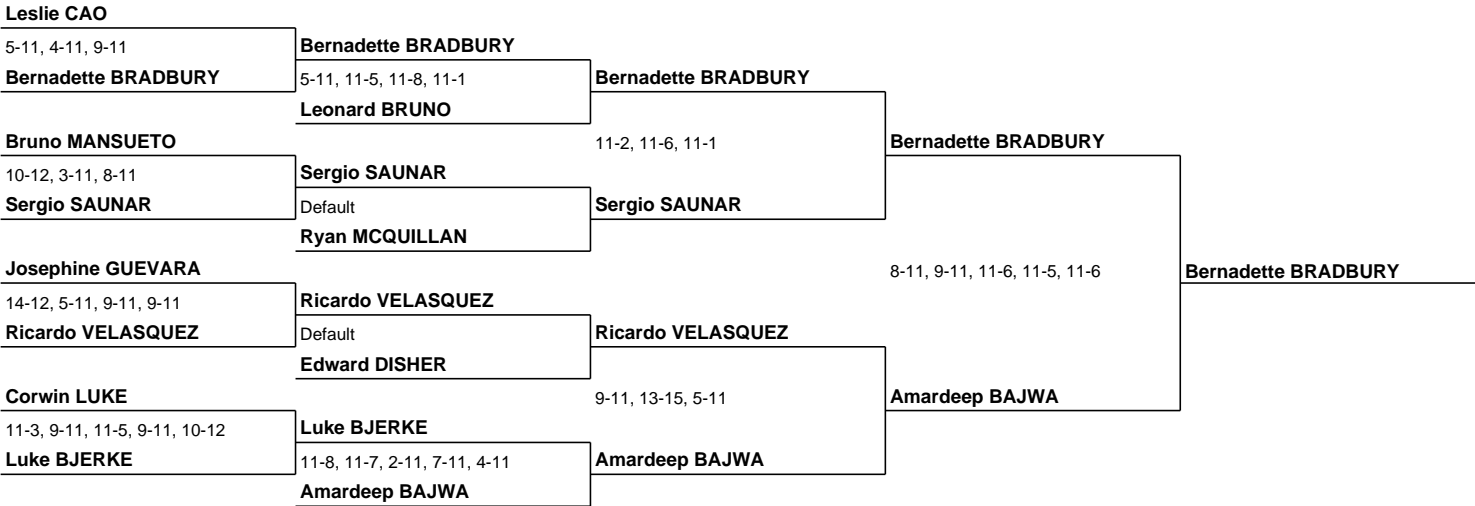 Leslie CAO
5-11, 4-11, 9-11
Bernadette BRADBURY
Bernadette BRADBURY
5-11, 11-5, 11-8, 11-1
Bernadette BRADBURY
Leonard BRUNO
Bruno MANSUETO
11-2, 11-6, 11-1
Bernadette BRADBURY
10-12, 3-11, 8-11
Sergio SAUNAR
Sergio SAUNAR
Default
Sergio SAUNAR
Ryan MCQUILLAN
Josephine GUEVARA
8-11, 9-11, 11-6, 11-5, 11-6
Bernadette BRADBURY
14-12, 5-11, 9-11, 9-11
Ricardo VELASQUEZ
Ricardo VELASQUEZ
Default
Ricardo VELASQUEZ
Edward DISHER
Corwin LUKE
9-11, 13-15, 5-11
Amardeep BAJWA
11-3, 9-11, 11-5, 9-11, 10-12
Luke BJERKE
Luke BJERKE
11-8, 11-7, 2-11, 7-11, 4-11
Amardeep BAJWA
Amardeep BAJWA